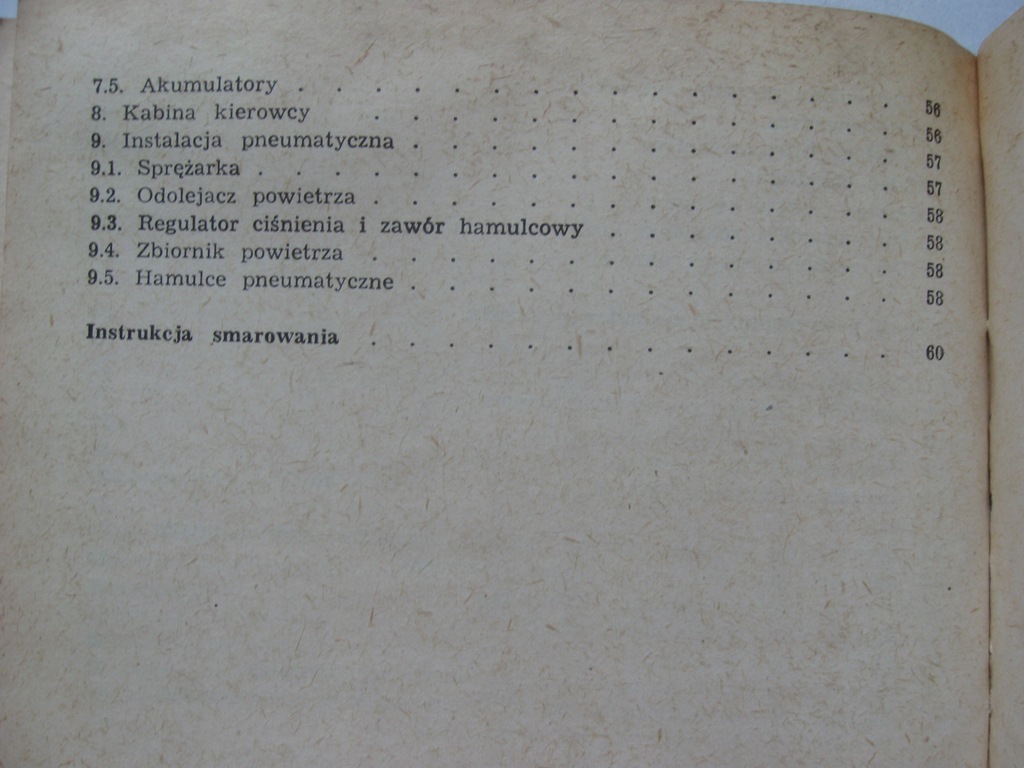 7.5. Akumulatory . . . . . . . . . . . . . . . . 56
8. Kabina kierowcy . . . . . . . . . . . . . . 56
9. Instalacja pneumatyczna . . . . . . . . . . . . . 57
9.1. Sprężarka . . . . . . . . . . . . . . . . . 57
9.2. Odolejacz powietrza . . . . . . . . . . . . . . 58
9.3. Regulator ciśnienia i zawór hamulcowy . . . . . . . . 58
9.4. Zbiornik powietrza . . . . . . . . . . . . . . 58
9.5. Hamulce pneumatyczne . . . . . . . . . . . . . 58
Instrukcja smarowania . . . . . . . . . . . . . . 60